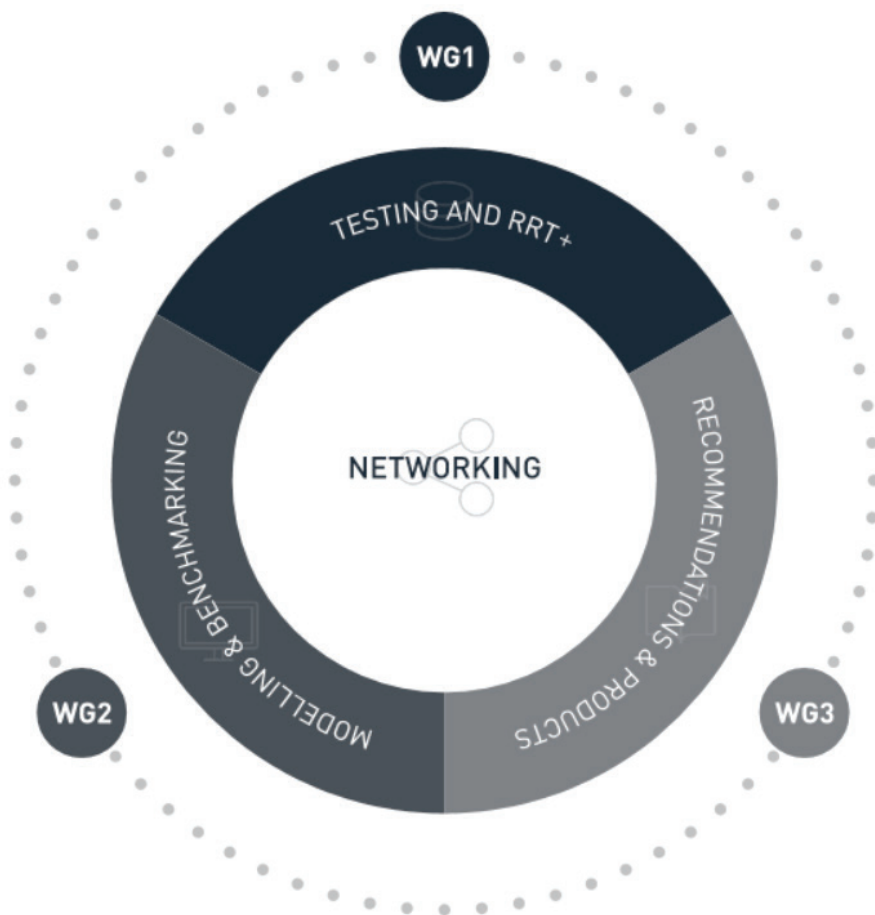 WG1
TESTING AND RRT+
NETWORKING
MODELLING & BENCHMARKING
RECOMMENDATIONS & PRODUCTS
WG2
WG3